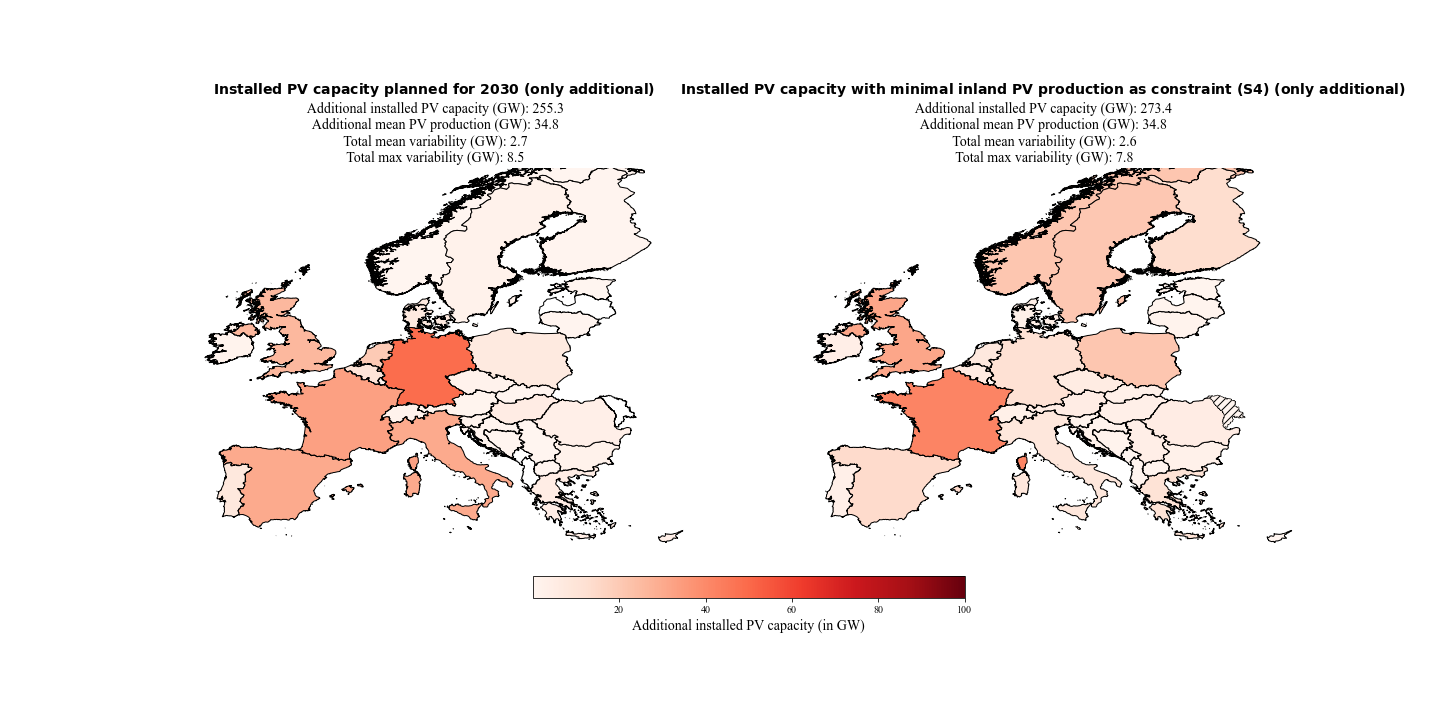 Installed PV capacity planned for 2030 (only additional)
Additional installed PV capacity (GW): 255.3
Additional mean PV production (GW): 34.8
Total mean variability (GW): 2.7
Total max variability (GW): 8.5
Installed PV capacity with minimal inland PV production as constraint (S4) (only additional)
Additional installed PV capacity (GW): 273.4
Additional mean PV production (GW): 34.8
Total mean variability (GW): 2.6
Total max variability (GW): 7.8
20 40 60 80 100
Additional installed PV capacity (in GW)